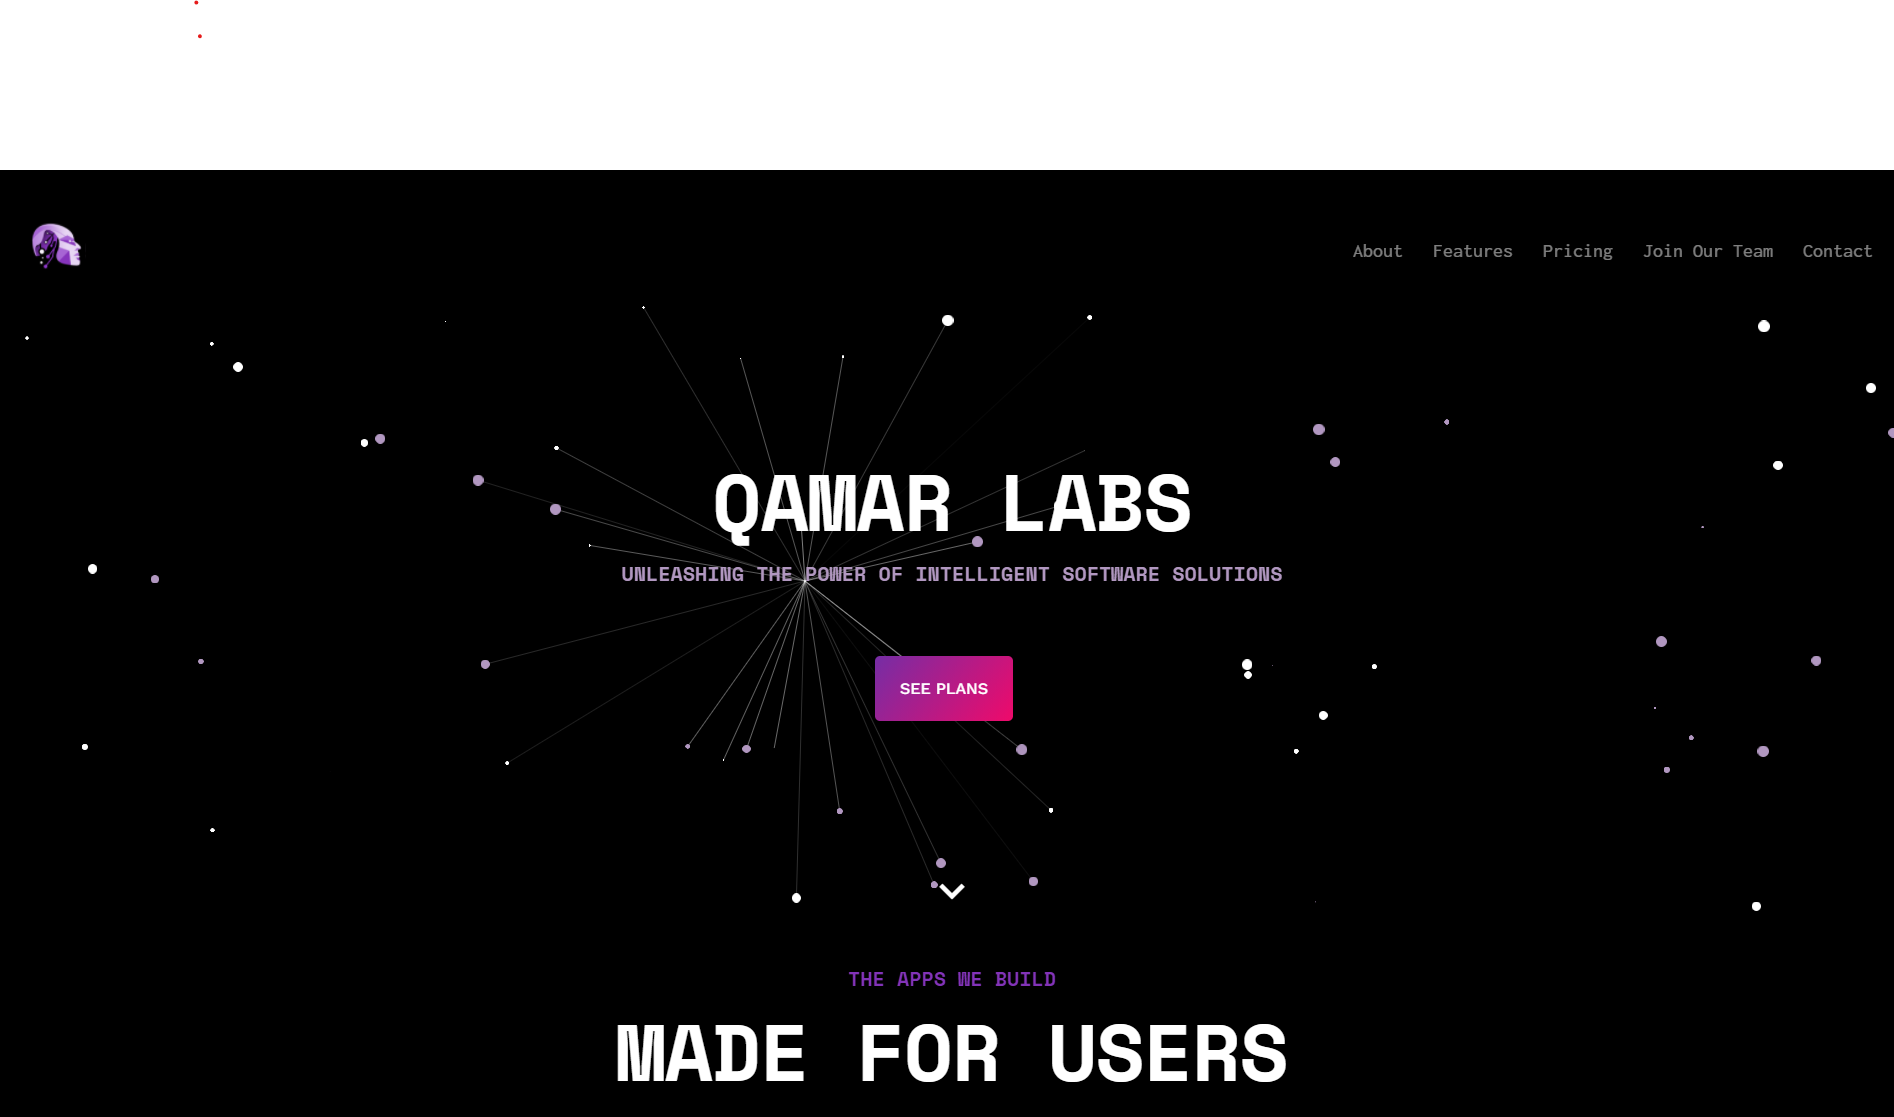 About Features Pricing Join Our Team Contact
QAMAR LABS
UNLEASHING THE POWER OF INTELLIGENT SOFTWARE SOLUTIONS
SEE PLANS
THE APPS WE BUILD
MADE FOR USERS